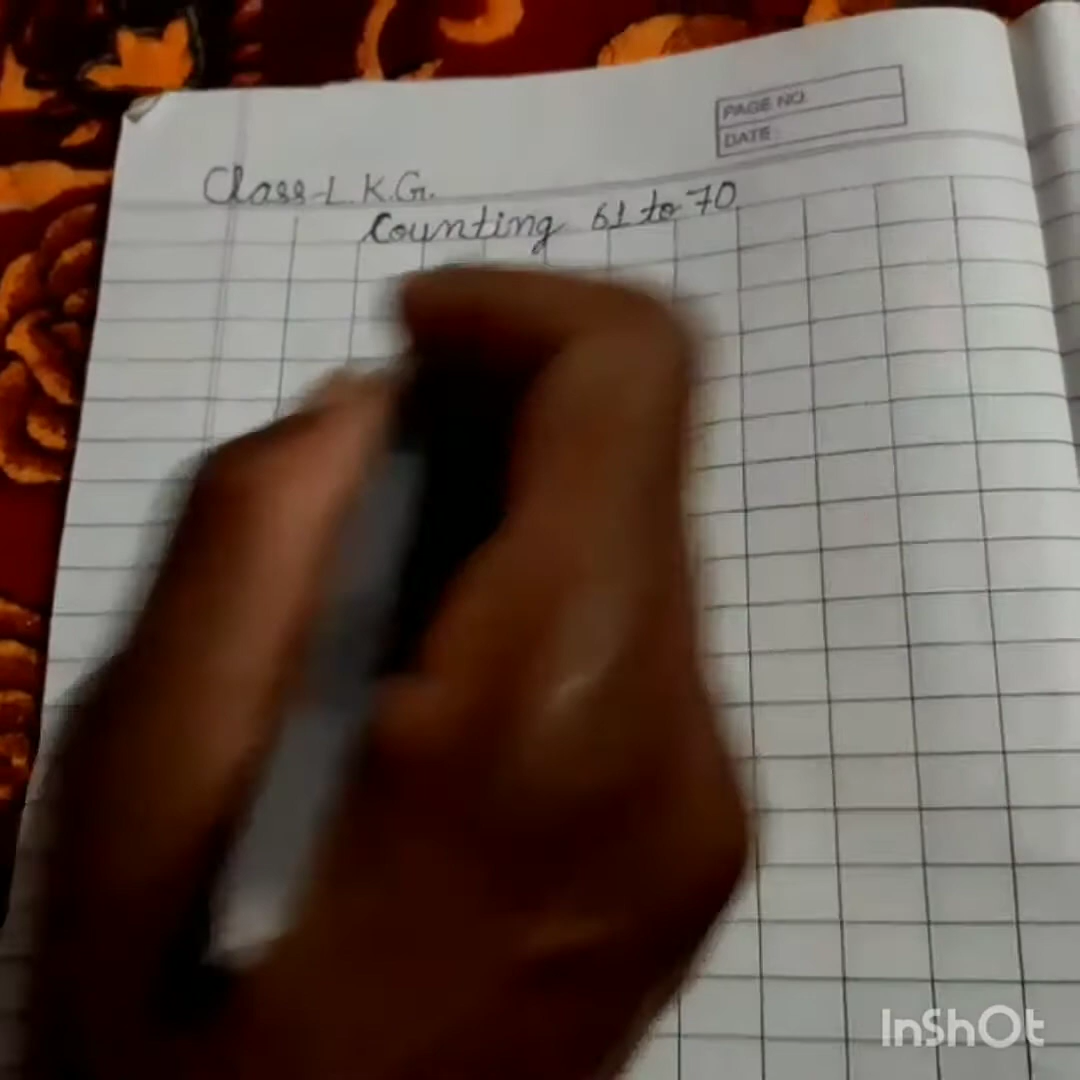 PAGE NO.
DATE:
Class-L.K.G.
Counting 61 to 70
InShOt